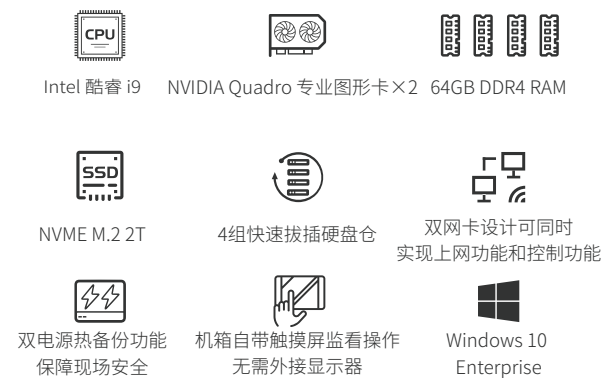 CPU
Intel 酷睿 i9
NVIDIA Quadro 专业图形卡×2
64GB DDR4 RAM
SSD
NVME M.2 2T
4组快速拔插硬盘仓
双网卡设计可同时
实现上网功能和控制功能
双电源热备份功能
保障现场安全
机箱自带触摸屏监看操作
无需外接显示器
Windows 10
Enterprise